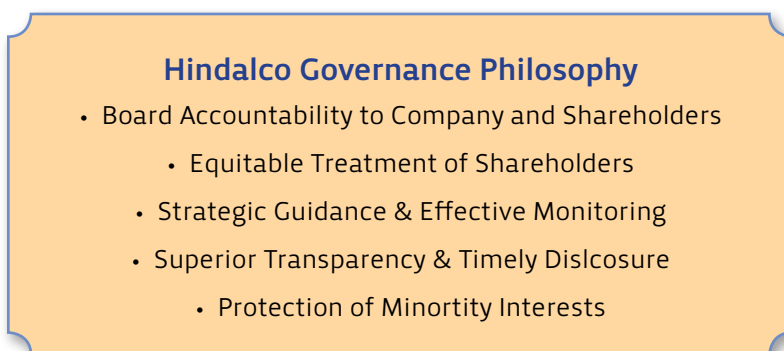 Hindalco Governance Philosophy
• Board Accountability to Company and Shareholders
• Equitable Treatment of Shareholders
• Strategic Guidance & Effective Monitoring
• Superior Transparency & Timely Dislcosure
• Protection of Minortity Interests